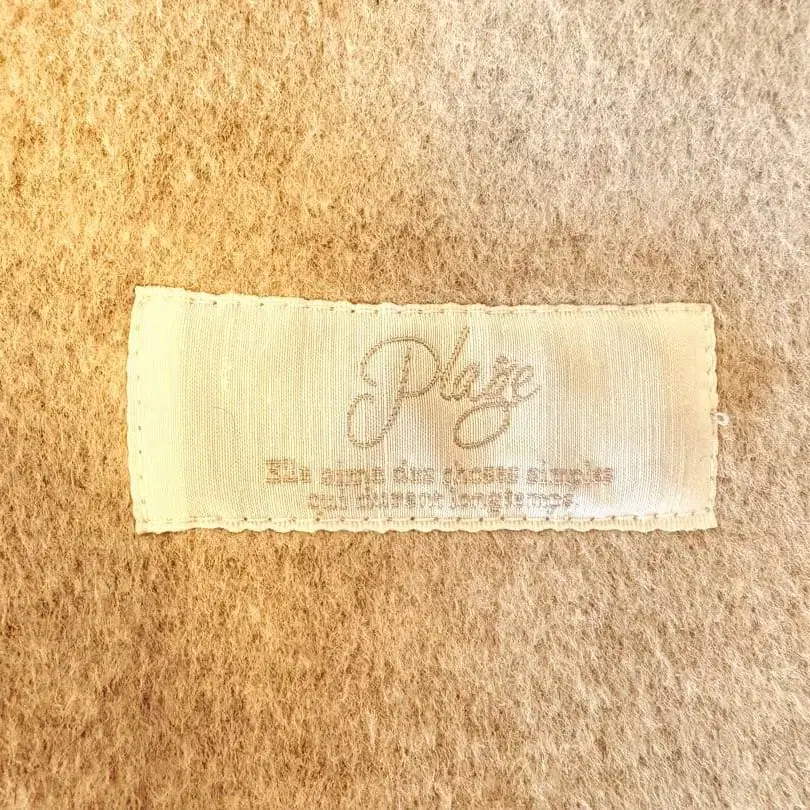 Plage
Elle aime des choses simples
qui durent longtemps